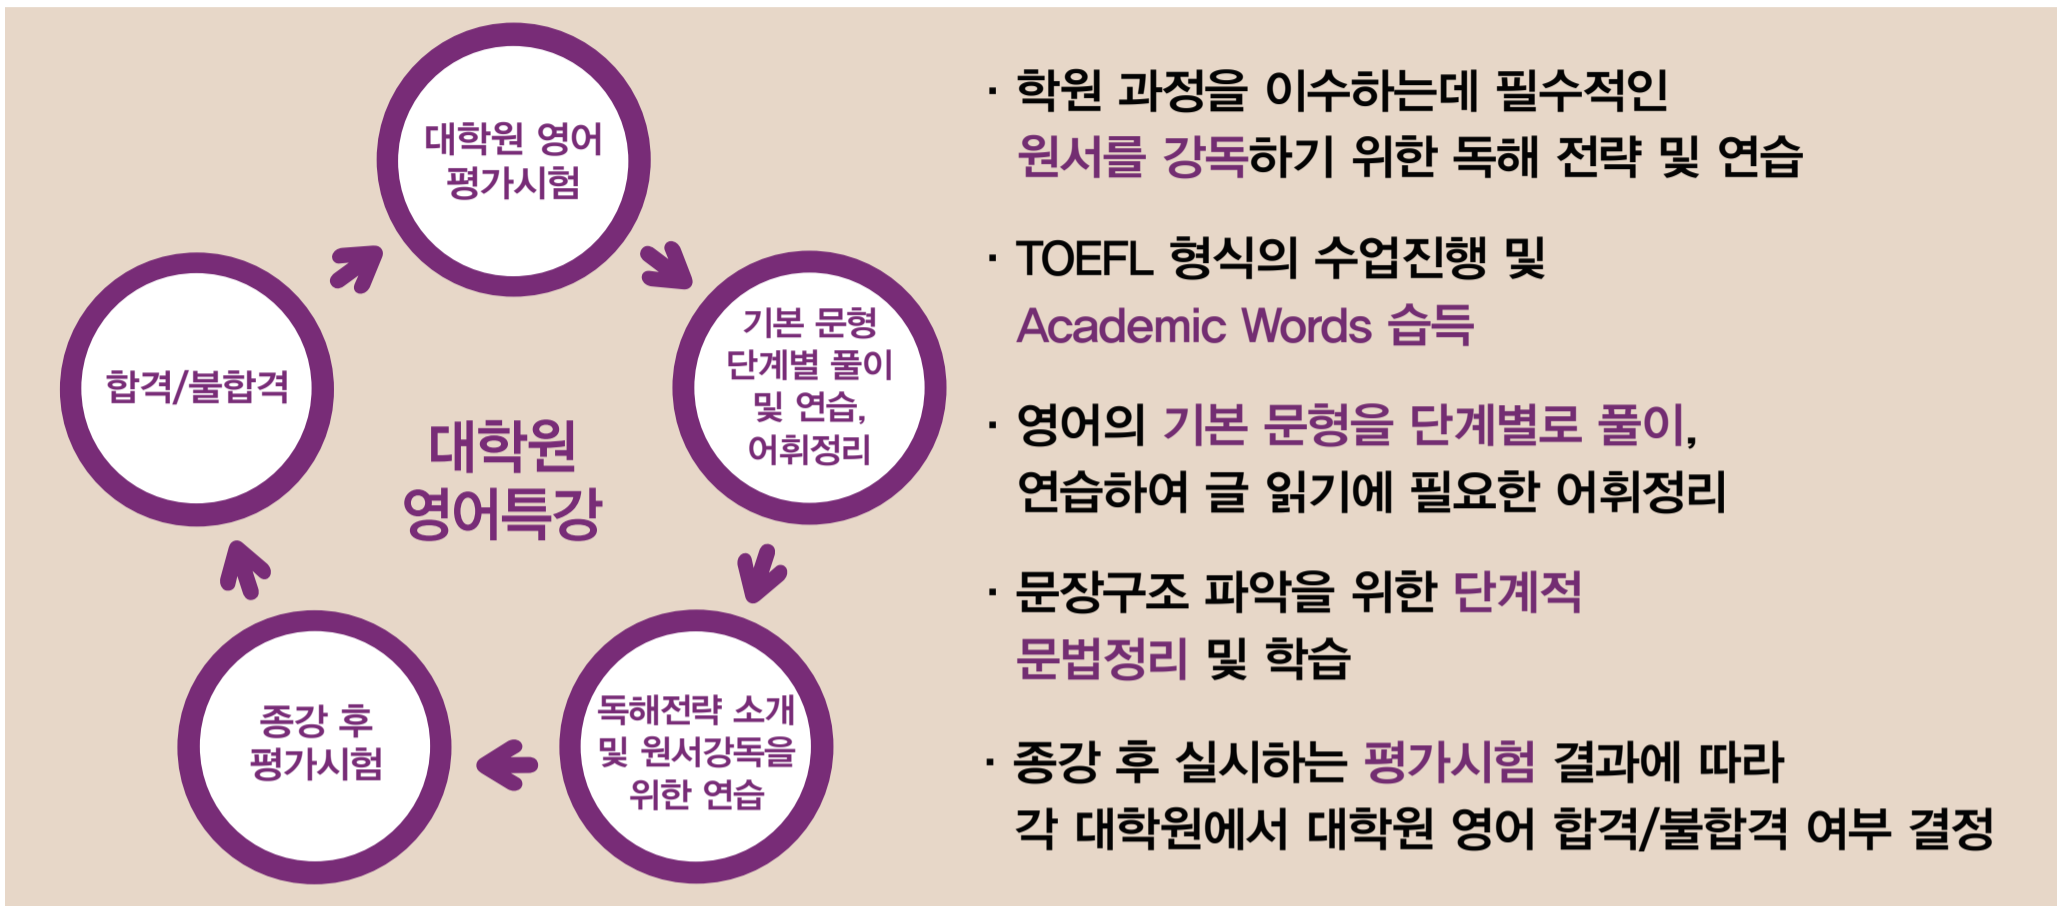 대학원 영어
평가시험
기본 문형
단계별 풀이
및 연습,
어휘정리
독해전략 소개
및 원서강독을
위한 연습
종강 후
평가시험
합격/불합격
대학원
영어특강
· 학원 과정을 이수하는데 필수적인
원서를 강독하기 위한 독해 전략 및 연습
· TOEFL 형식의 수업진행 및
Academic Words 습득
· 영어의 기본 문형을 단계별로 풀이,
연습하여 글 읽기에 필요한 어휘정리
· 문장구조 파악을 위한 단계적
문법정리 및 학습
· 종강 후 실시하는 평가시험 결과에 따라
각 대학원에서 대학원 영어 합격/불합격 여부 결정